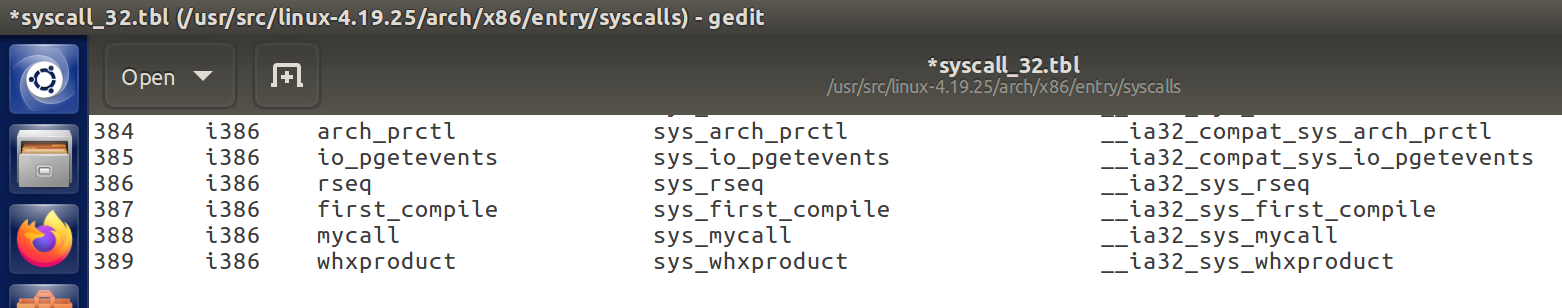 *syscall_32.tbl (/usr/src/linux-4.19.25/arch/x86/entry/syscalls) - gedit
Open
*syscall_32.tbl
/usr/src/linux-4.19.25/arch/x86/entry/syscalls
384 i386 arch_prctl sys_arch_prctl __ia32_compat_sys_arch_prctl
385 i386 io_pgetevents sys_io_pgetevents __ia32_compat_sys_io_pgetevents
386 i386 rseq sys_rseq __ia32_sys_rseq
387 i386 first_compile sys_first_compile __ia32_sys_first_compile
388 i386 mycall sys_mycall __ia32_sys_mycall
389 i386 whxproduct sys_whxproduct __ia32_sys_whxproduct